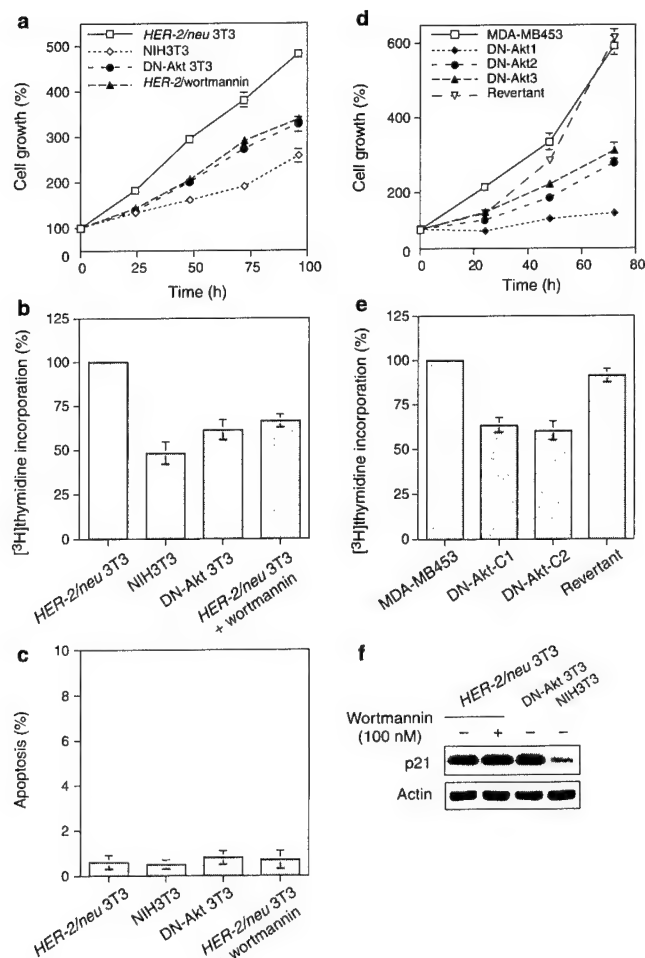 a
HER-2/neu 3T3
NIH3T3
DN-Akt 3T3
HER-2/wortmannin
Cell growth (%)
500
400
300
200
100
0
25
50
75
100
Time (h)
d
MDA-MB453
DN-Akt1
DN-Akt2
DN-Akt3
Revertant
Cell growth (%)
600
400
200
0
20
40
60
80
Time (h)
b
[³H]thymidine incorporation (%)
125
100
75
50
25
0
HER-2/neu 3T3
NIH3T3
DN-Akt 3T3
HER-2/neu 3T3
+ wortmannin
e
[³H]thymidine incorporation (%)
125
100
75
50
25
0
MDA-MB453
DN-Akt-C1
DN-Akt-C2
Revertant
c
Apoptosis (%)
10
8
6
4
2
0
HER-2/neu 3T3
NIH3T3
DN-Akt 3T3
HER-2/neu 3T3
wortmannin
f
HER-2/neu 3T3
DN-Akt 3T3
NIH3T3
Wortmannin
(100 nM)
– + – –
p21
Actin